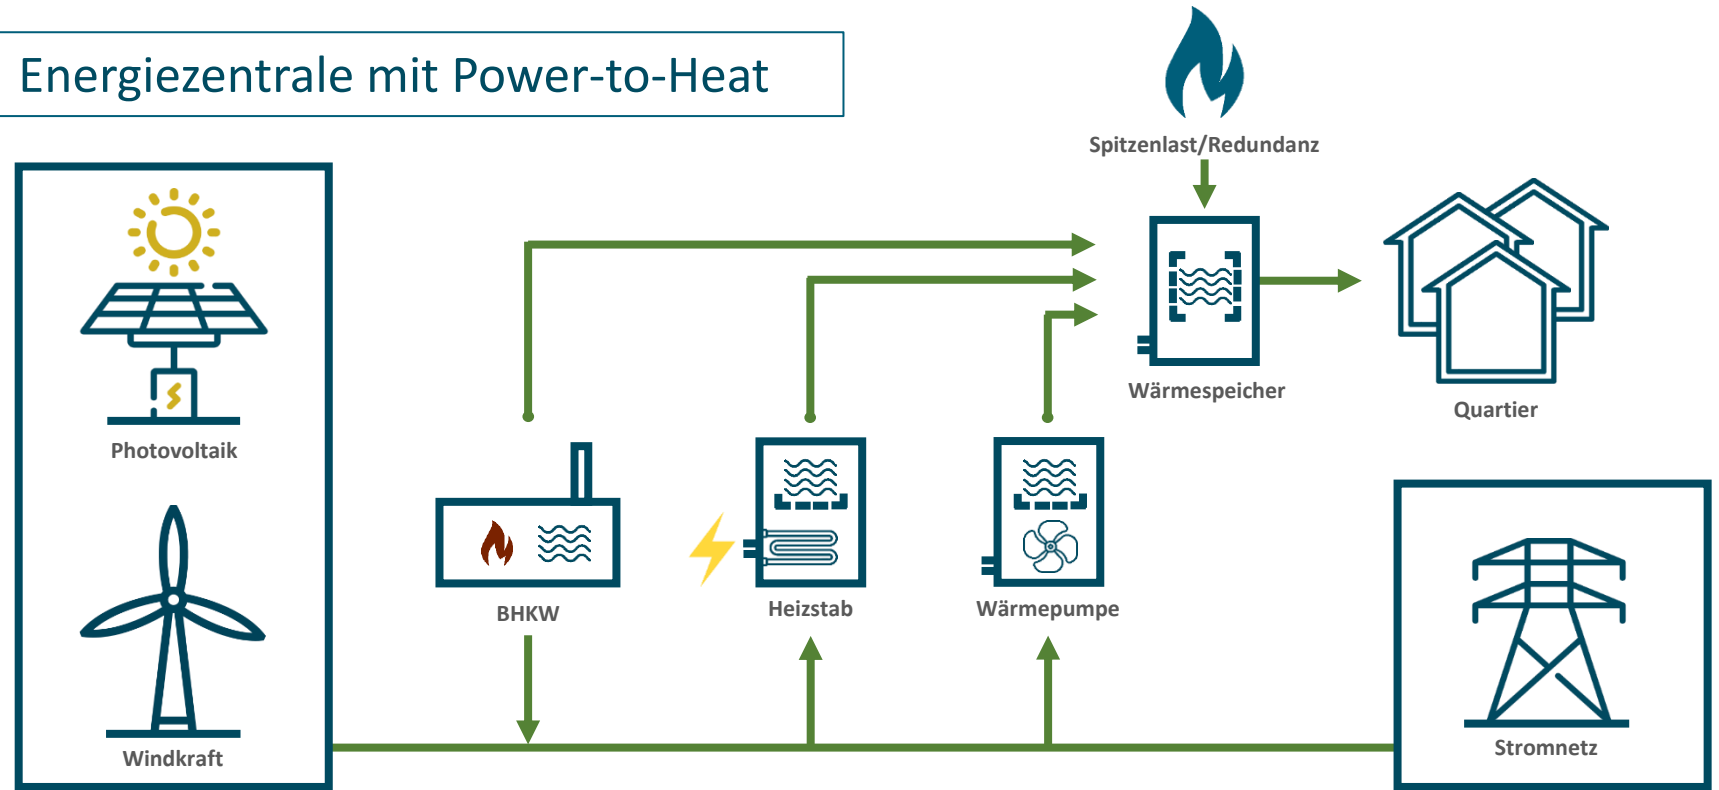 Energiezentrale mit Power-to-Heat
Spitzenlast/Redundanz
Photovoltaik
Windkraft
BHKW
Heizstab
Wärmepumpe
Wärmespeicher
Quartier
Stromnetz